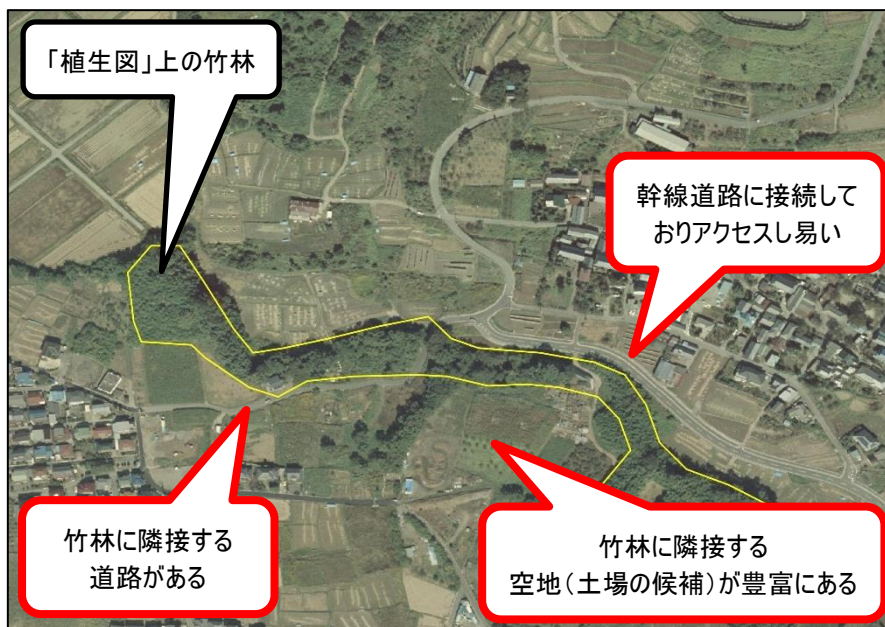 「植生図」上の竹林
幹線道路に接続して
おりアクセスし易い
竹林に隣接する
道路がある
竹林に隣接する
空地(土場の候補)が豊富にある